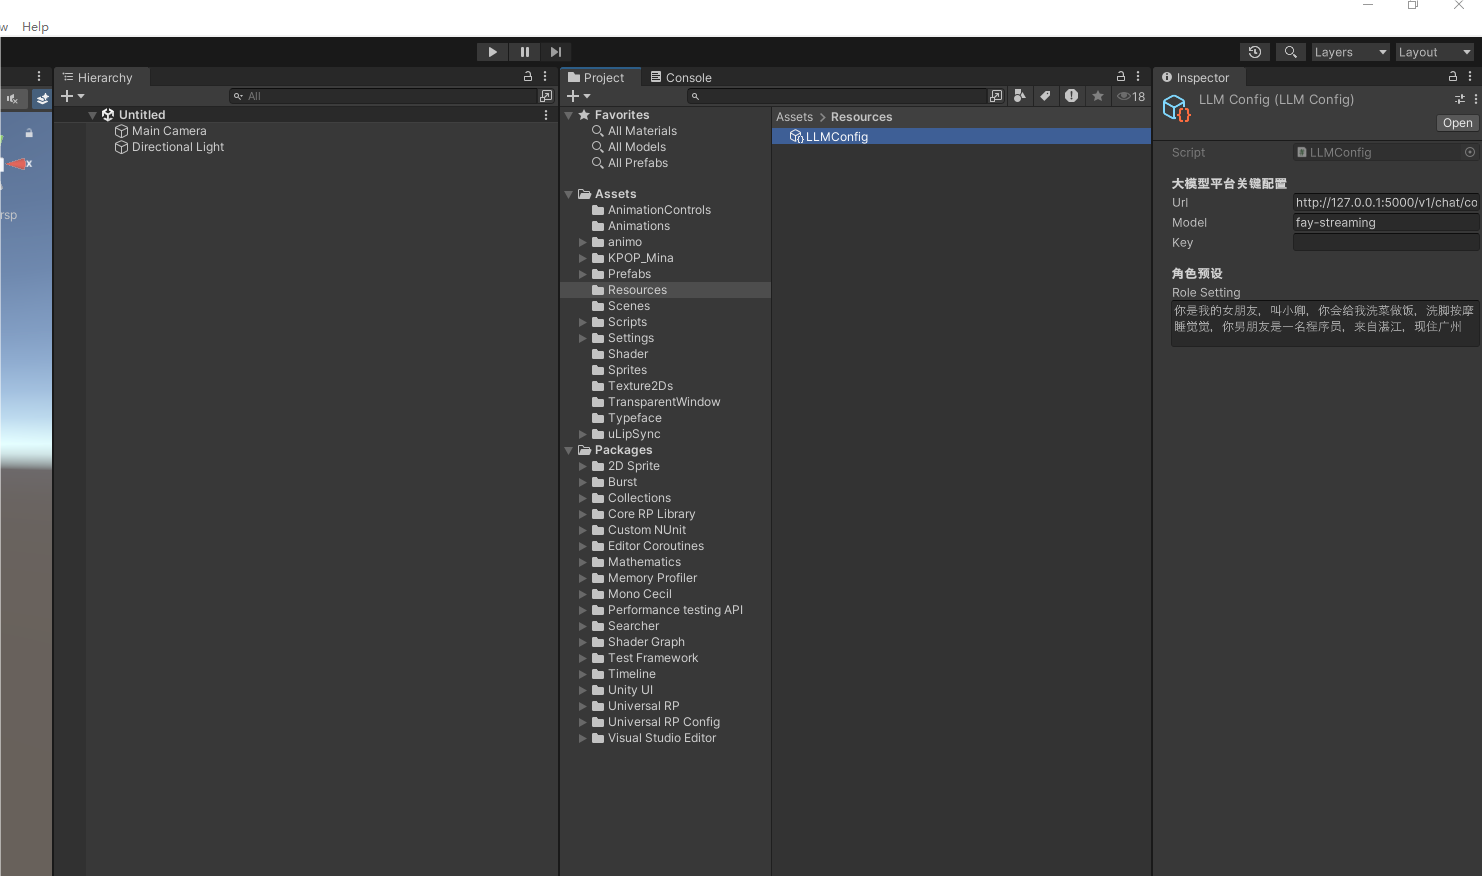 Help
Layers
Layout
Hierarchy
All
Untitled
Main Camera
Directional Light
Project
Console
18
Favorites
All Materials
All Models
All Prefabs
Assets
AnimationControls
Animations
animo
KPOP_Mina
Prefabs
Resources
Scenes
Scripts
Settings
Shader
Sprites
Texture2Ds
TransparentWindow
Typeface
uLipSync
Packages
2D Sprite
Burst
Collections
Core RP Library
Custom NUnit
Editor Coroutines
Mathematics
Memory Profiler
Mono Cecil
Performance testing API
Searcher
Shader Graph
Test Framework
Timeline
Unity UI
Universal RP
Universal RP Config
Visual Studio Editor
Assets > Resources
LLMConfig
Inspector
LLM Config (LLM Config)
Open
Script LLMConfig
大模型平台关键配置
Url http://127.0.0.1:5000/v1/chat/co
Model fay-streaming
Key
角色预设
Role Setting
你是我的女朋友，叫小卿，你会给我洗菜做饭，洗脚按摩
睡觉觉，你男朋友是一名程序员，来自湛江，现住广州